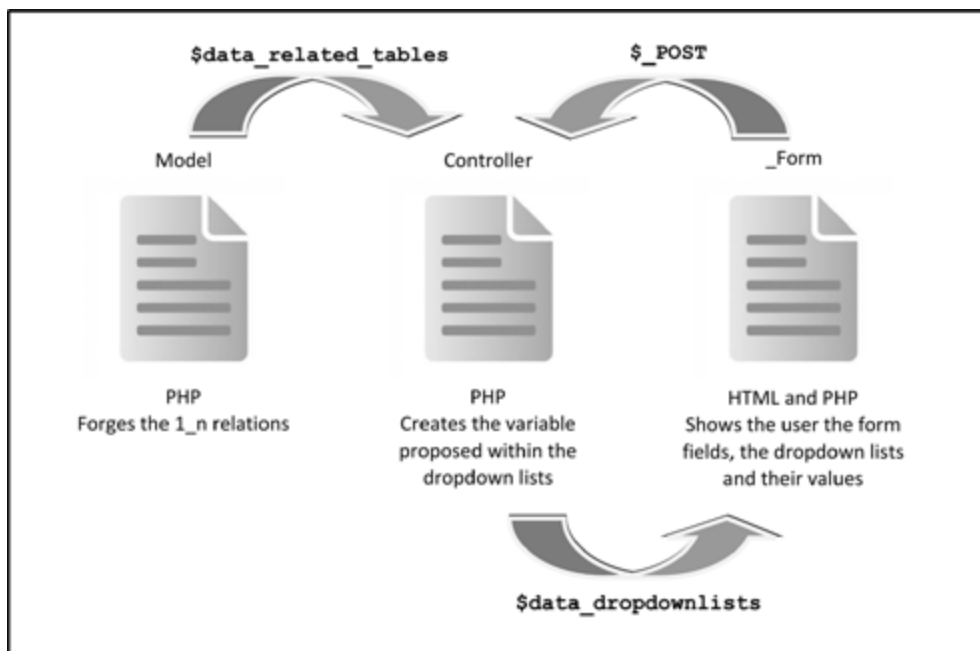 $data_related_tables
$_POST
Model
Controller
_Form
PHP
Forges the 1_n relations
PHP
Creates the variable
proposed within the
dropdown lists
HTML and PHP
Shows the user the form
fields, the dropdown lists
and their values
$data_dropdownlists